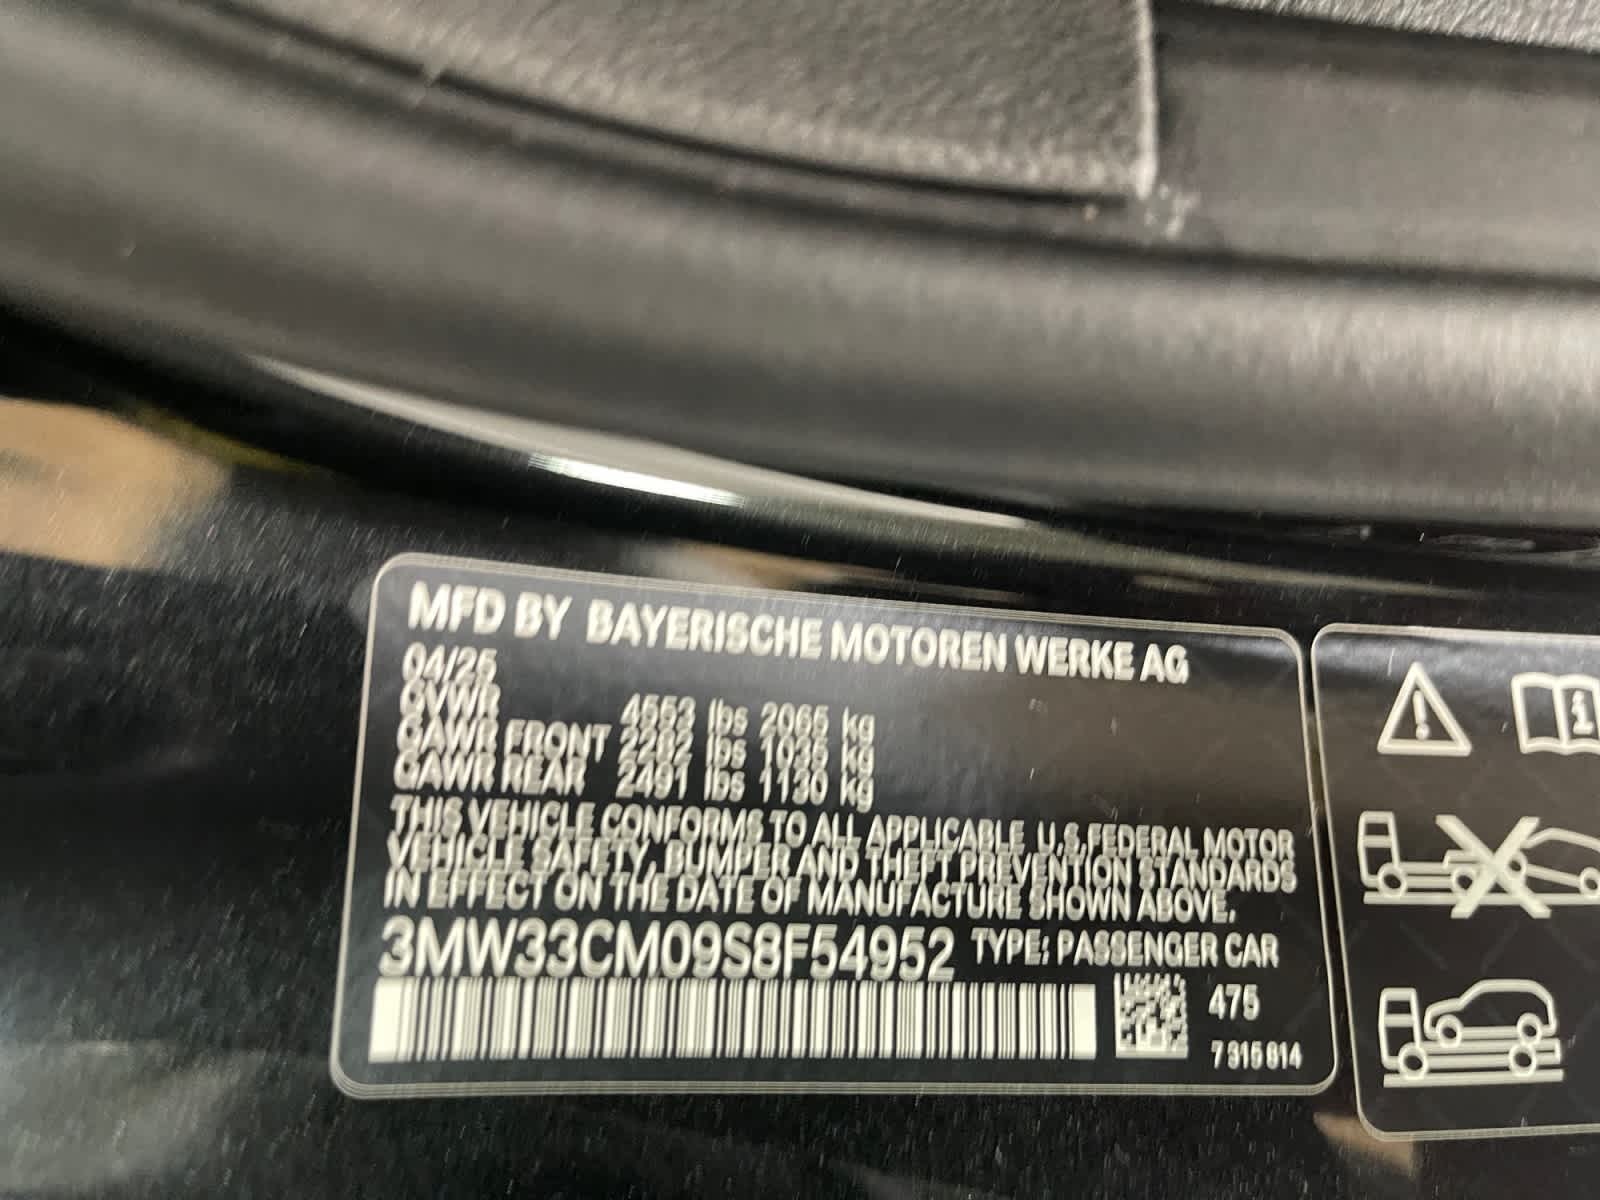 MFD BY BAYERISCHE MOTOREN WERKE AG
04/25
GVWR 4553 lbs 2065 kg
GAWR FRONT 2282 lbs 1035 kg
GAWR REAR 2491 lbs 1130 kg
THIS VEHICLE CONFORMS TO ALL APPLICABLE U.S.FEDERAL MOTOR
VEHICLE SAFETY, BUMPER AND THEFT PREVENTION STANDARDS
IN EFFECT ON THE DATE OF MANUFACTURE SHOWN ABOVE.
3MW33CM09S8F54952 TYPE: PASSENGER CAR
475
7 315 814